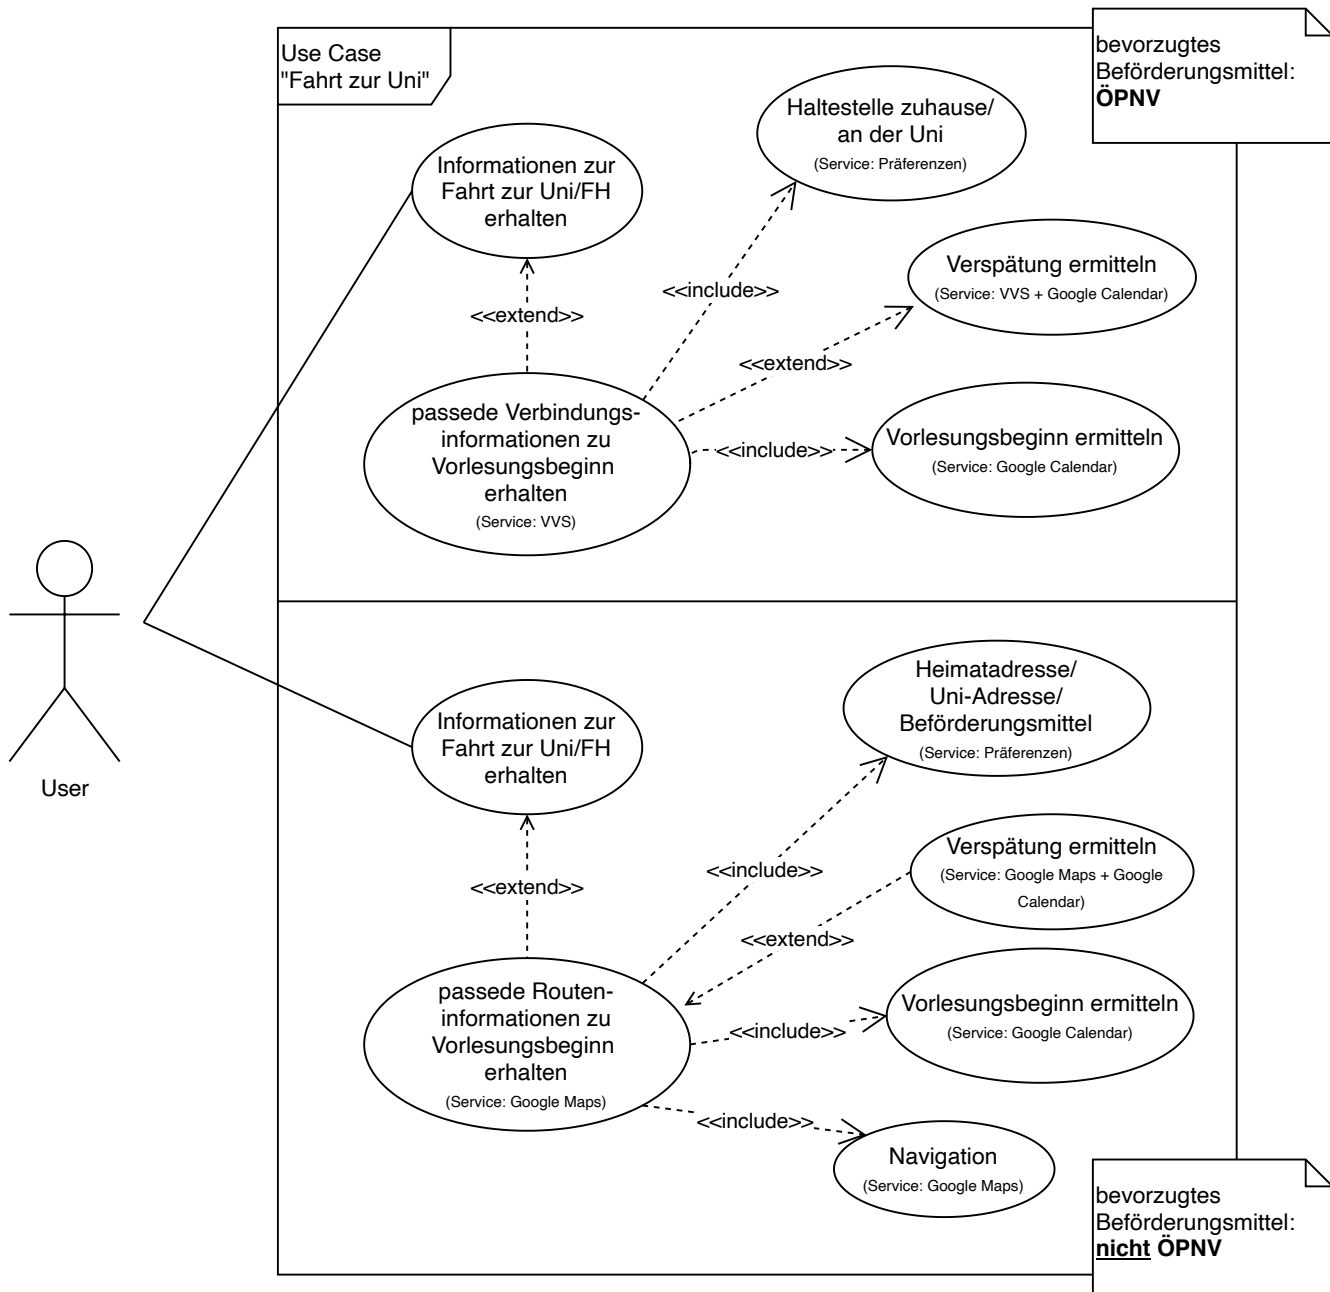 Use Case
"Fahrt zur Uni"
bevorzugtes
Beförderungsmittel:
ÖPNV
Haltestelle zuhause/
an der Uni
(Service: Präferenzen)
Informationen zur
Fahrt zur Uni/FH
erhalten
Verspätung ermitteln
(Service: VVS + Google Calendar)
<<include>>
<<extend>>
<<extend>>
passede Verbindungs-
informationen zu
Vorlesungsbeginn
erhalten
(Service: VVS)
<<include>>
Vorlesungsbeginn ermitteln
(Service: Google Calendar)
User
Heimatadresse/
Uni-Adresse/
Beförderungsmittel
(Service: Präferenzen)
Informationen zur
Fahrt zur Uni/FH
erhalten
Verspätung ermitteln
(Service: Google Maps + Google
Calendar)
<<include>>
<<extend>>
<<extend>>
passede Routen-
informationen zu
Vorlesungsbeginn
erhalten
(Service: Google Maps)
<<include>>
Vorlesungsbeginn ermitteln
(Service: Google Calendar)
<<include>>
Navigation
(Service: Google Maps)
bevorzugtes
Beförderungsmittel:
nicht ÖPNV